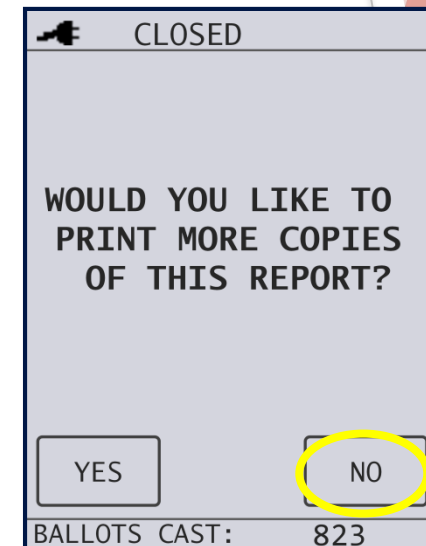 CLOSED
WOULD YOU LIKE TO
PRINT MORE COPIES
OF THIS REPORT?
YES NO
BALLOTS CAST: 823